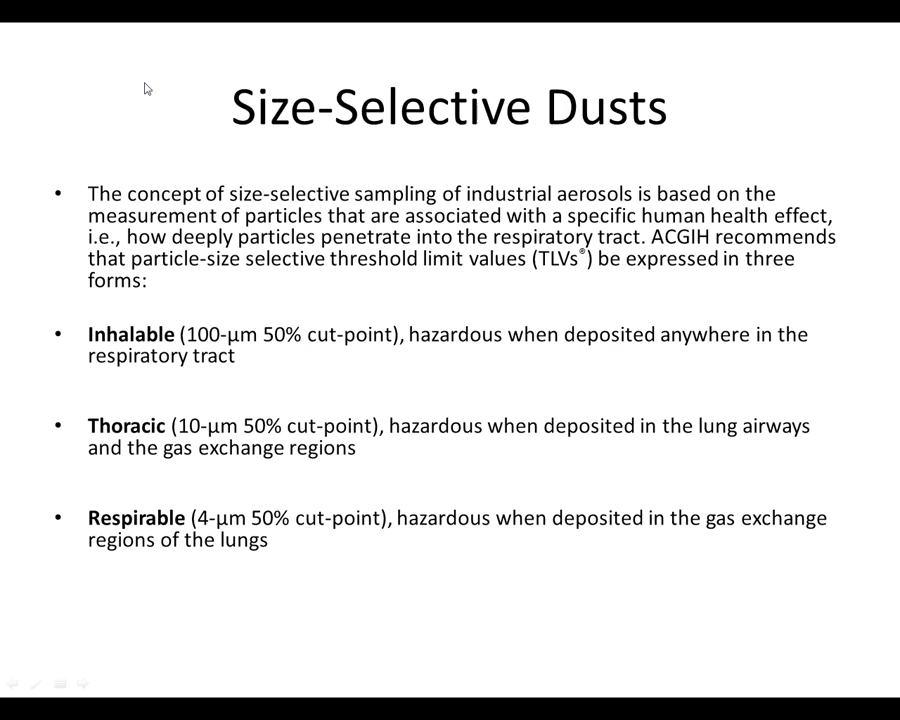 Size-Selective Dusts
• The concept of size-selective sampling of industrial aerosols is based on the
measurement of particles that are associated with a specific human health effect,
i.e., how deeply particles penetrate into the respiratory tract. ACGIH recommends
that particle-size selective threshold limit values (TLVs®) be expressed in three
forms:
• Inhalable (100-µm 50% cut-point), hazardous when deposited anywhere in the
respiratory tract
• Thoracic (10-µm 50% cut-point), hazardous when deposited in the lung airways
and the gas exchange regions
• Respirable (4-µm 50% cut-point), hazardous when deposited in the gas exchange
regions of the lungs